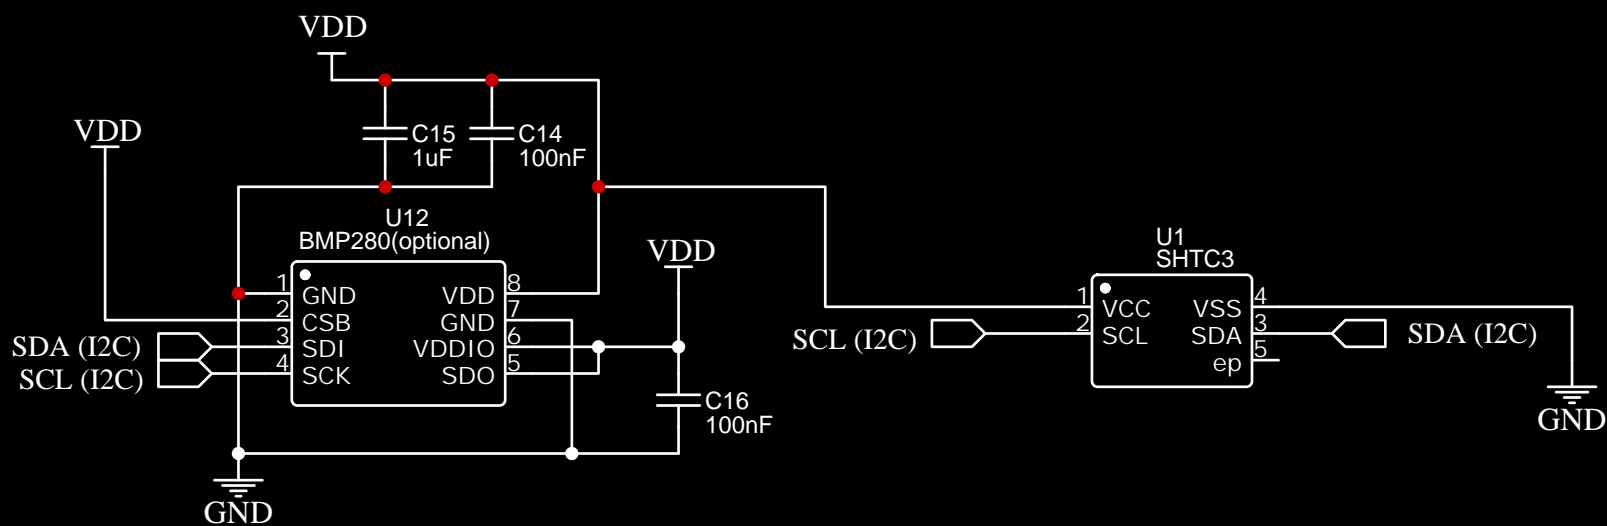 VDD
VDD
C15
1uF
C14
100nF
U12
BMP280(optional)
1
GND
2
CSB
3
SDI
4
SCK
VDD
8
GND
7
VDDIO
6
SDO
5
SDA (I2C)
SCL (I2C)
VDD
C16
100nF
GND
U1
SHTC3
1
VCC
2
SCL
VSS
4
SDA
3
ep
5
SCL (I2C)
SDA (I2C)
GND